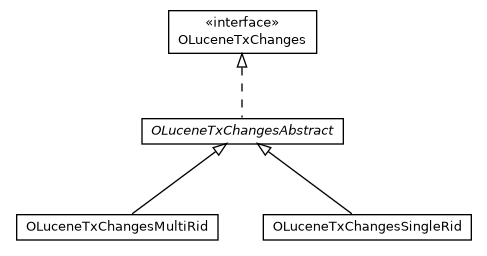 «interface»
OLuceneTxChanges
OLuceneTxChangesAbstract
OLuceneTxChangesMultiRid
OLuceneTxChangesSingleRid